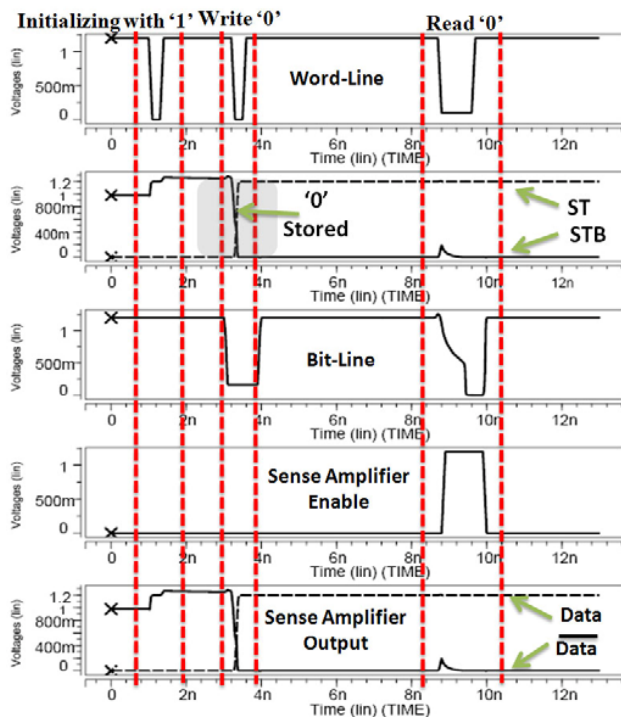 Initializing with ‘1’ Write ‘0’ Read ‘0’
Voltages (lin)
1
500m
0
Word-Line
0 2n 4n 6n 8n 10n 12n
Time (lin) (TIME)
Voltages (lin)
1.2
1
800m
400m
0
‘0’
Stored
ST
STB
0 2n 4n 6n 8n 10n 12n
Time (lin) (TIME)
Voltages (lin)
1
500m
0
Bit-Line
0 2n 4n 6n 8n 10n 12n
Time (lin) (TIME)
Voltages (lin)
1
500m
0
Sense Amplifier
Enable
0 2n 4n 6n 8n 10n 12n
Time (lin) (TIME)
Voltages (lin)
1.2
1
800m
400m
0
Sense Amplifier
Output
Data
D̅a̅t̅a̅
0 2n 4n 6n 8n 10n 12n
Time (lin) (TIME)